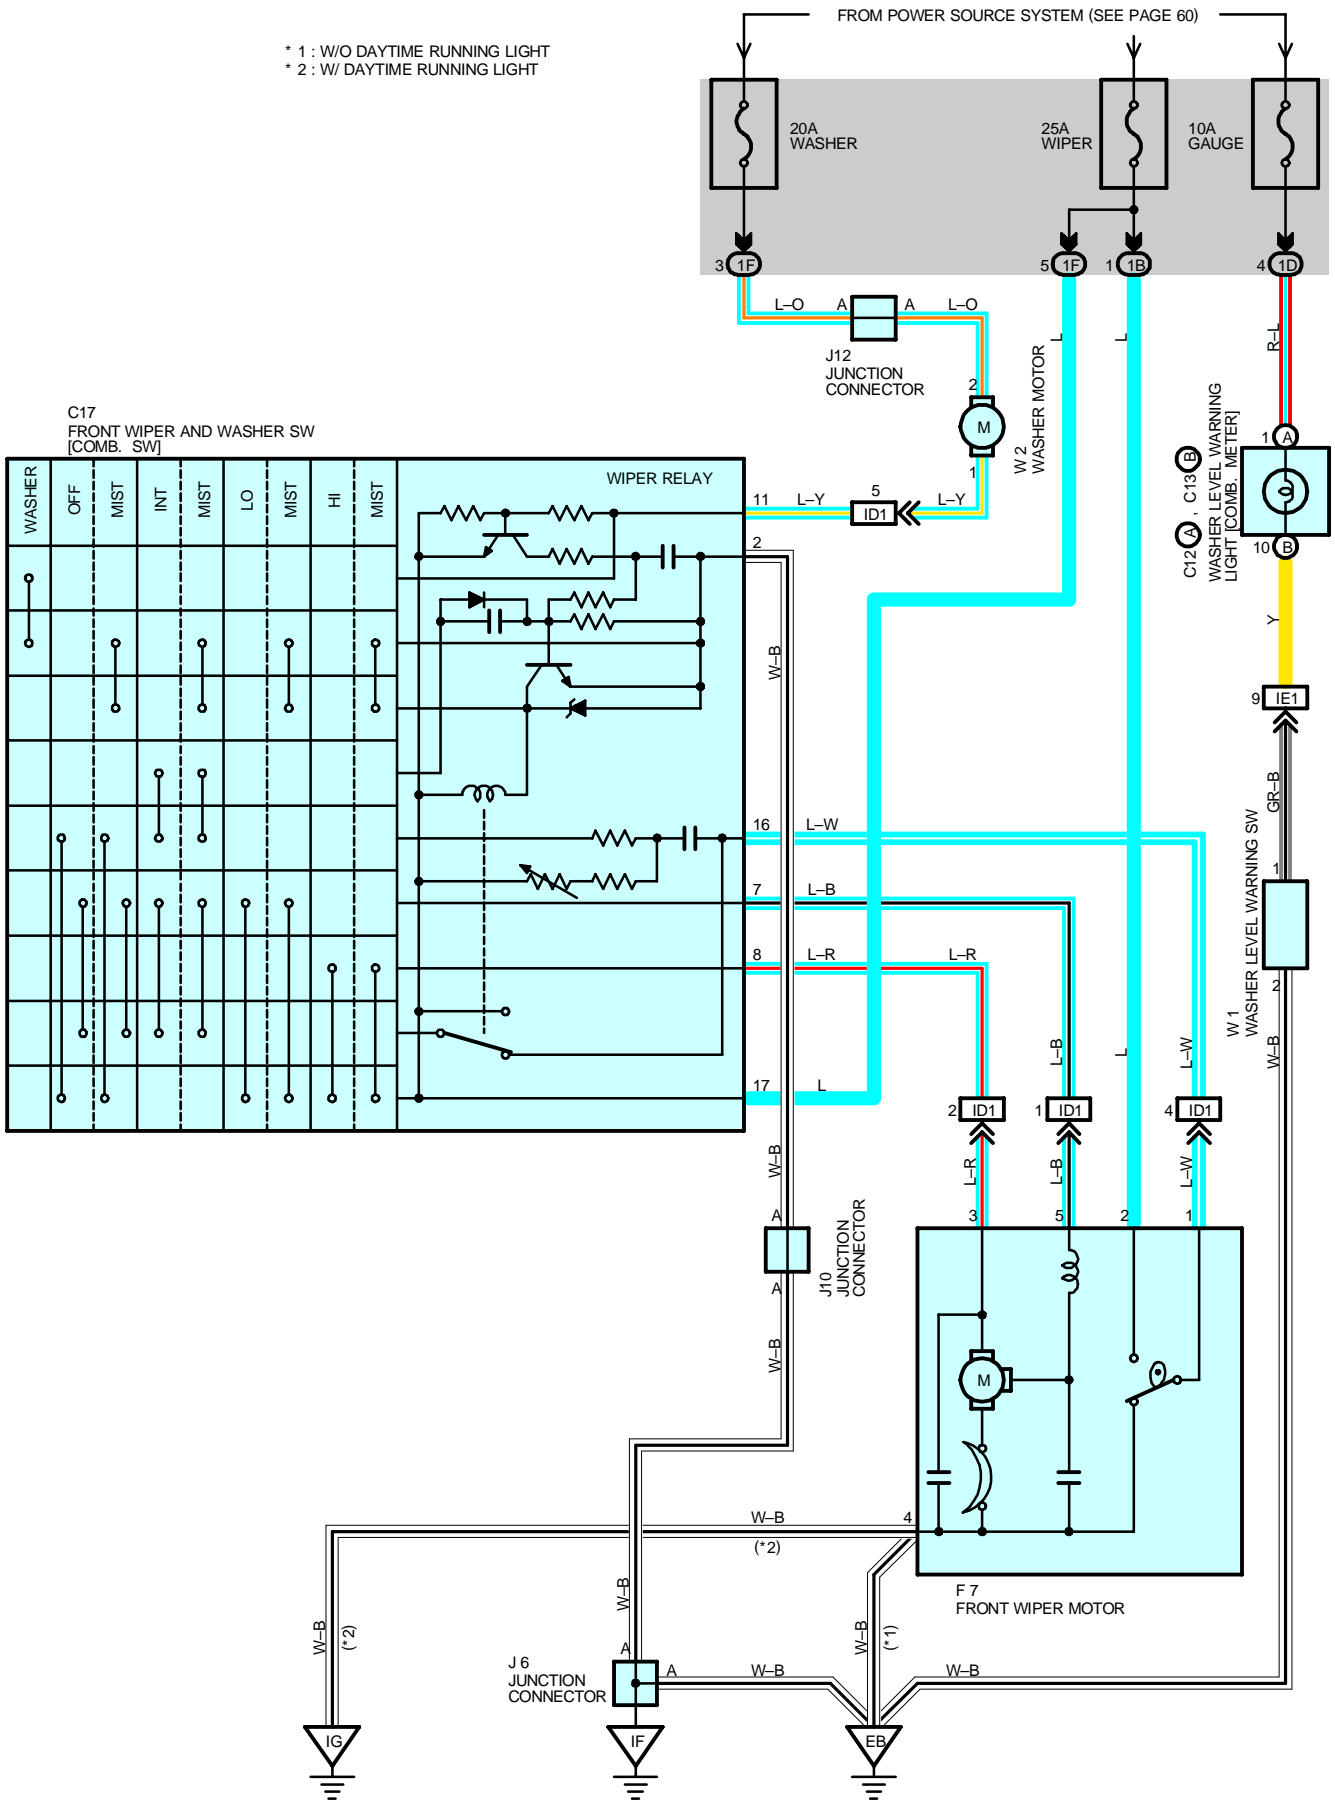 FROM POWER SOURCE SYSTEM (SEE PAGE 60)
* 1 : W/O DAYTIME RUNNING LIGHT
* 2 : W/ DAYTIME RUNNING LIGHT
20A
WASHER
25A
WIPER
10A
GAUGE
3 1F
5 1F
1 1B
4 1D
L–O A A L–O
J12
JUNCTION
CONNECTOR
L
L
R–L
2
M
1
W 2
WASHER MOTOR
1 A
C12 A , C13 B
WASHER LEVEL WARNING
LIGHT [COMB. METER]
10 B
C17
FRONT WIPER AND WASHER SW
[COMB. SW]
WASHER
OFF
MIST
INT
MIST
LO
MIST
HI
MIST
WIPER RELAY
11 L–Y 5 L–Y
ID1
2
W–B
Y
9 IE1
GR–B
16 L–W
7 L–B
8 L–R L–R
1
W 1
WASHER LEVEL WARNING SW
2
17 L
L–B
L
L–W
W–B
2 ID1
1 ID1
4 ID1
W–B
L–R
L–B
L–W
A
J10
JUNCTION
CONNECTOR
A
3 5 2 1
W–B
M
W–B 4
(*2)
F 7
FRONT WIPER MOTOR
W–B
(*2)
W–B
W–B
(*1)
J 6
JUNCTION
CONNECTOR
A
A W–B W–B
IG
IF
EB